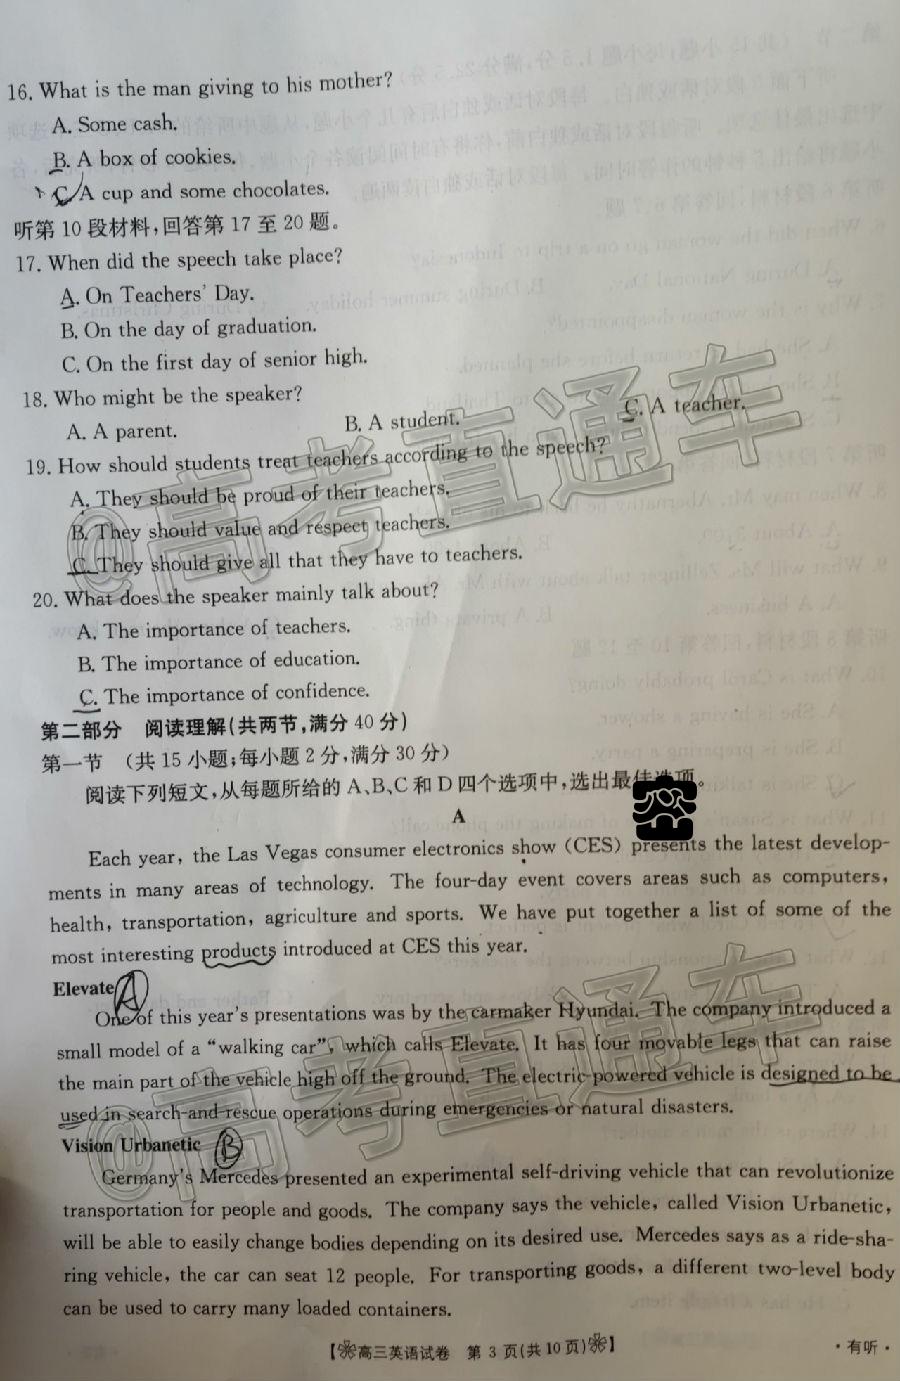 16. What is the man giving to his mother?
A. Some cash.
B. A box of cookies.
C. A cup and some chocolates.
听第 10 段材料,回答第 17 至 20 题。
17. When did the speech take place?
A. On Teachers' Day.
B. On the day of graduation.
C. On the first day of senior high.
18. Who might be the speaker?
A. A parent. B. A student. C. A teacher.
19. How should students treat teachers according to the speech?
A. They should be proud of their teachers.
B. They should value and respect teachers.
C. They should give all that they have to teachers.
20. What does the speaker mainly talk about?
A. The importance of teachers.
B. The importance of education.
C. The importance of confidence.
第二部分 阅读理解(共两节,满分 40 分)
第一节 (共 15 小题;每小题 2 分,满分 30 分)
阅读下列短文,从每题所给的 A、B、C 和 D 四个选项中,选出最佳选项。
A
Each year, the Las Vegas consumer electronics show (CES) presents the latest develop-
ments in many areas of technology. The four-day event covers areas such as computers,
health, transportation, agriculture and sports. We have put together a list of some of the
most interesting products introduced at CES this year.
Elevate A
One of this year's presentations was by the carmaker Hyundai. The company introduced a
small model of a "walking car", which calls Elevate. It has four movable legs that can raise
the main part of the vehicle high off the ground. The electric-powered vehicle is designed to be
used in search-and-rescue operations during emergencies or natural disasters.
Vision Urbanetic B
Germany's Mercedes presented an experimental self-driving vehicle that can revolutionize
transportation for people and goods. The company says the vehicle, called Vision Urbanetic,
will be able to easily change bodies depending on its desired use. Mercedes says as a ride-sha-
ring vehicle, the car can seat 12 people. For transporting goods, a different two-level body
can be used to carry many loaded containers.
【高三英语试卷 第 3 页(共 10 页)】
·有听·
@高考直通车
@高考直通车